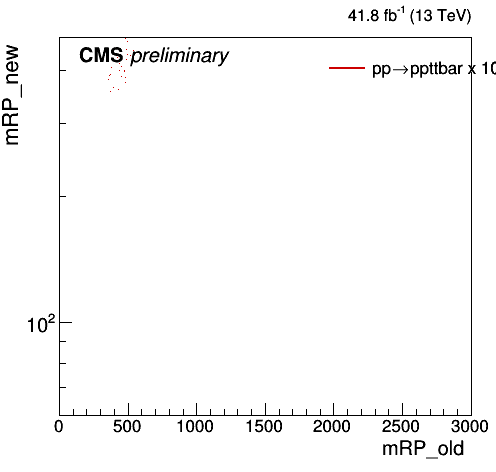 41.8 fb-1 (13 TeV)
mRP_new
CMS preliminary
pp→ppttbar x 10
10²
0 500 1000 1500 2000 2500 3000
mRP_old